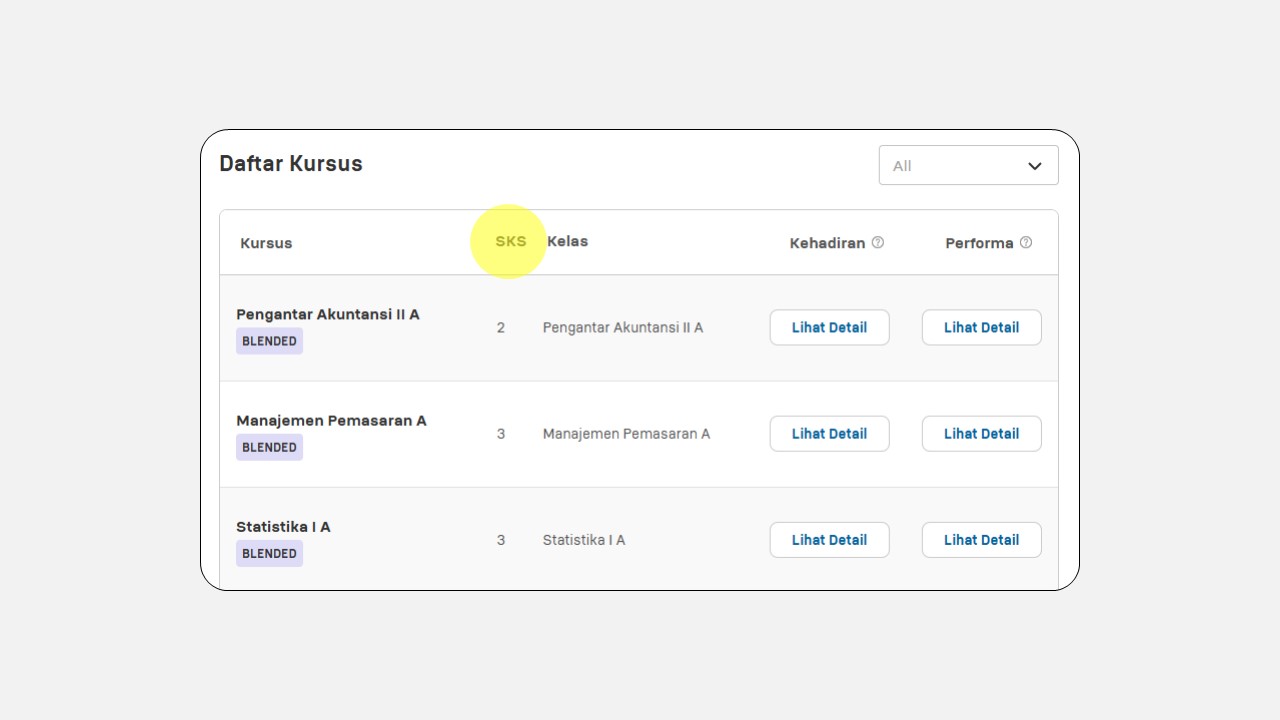 Daftar Kursus
All
Kursus SKS Kelas Kehadiran Performa
Pengantar Akuntansi II A
BLENDED
2 Pengantar Akuntansi II A Lihat Detail Lihat Detail
Manajemen Pemasaran A
BLENDED
3 Manajemen Pemasaran A Lihat Detail Lihat Detail
Statistika I A
BLENDED
3 Statistika I A Lihat Detail Lihat Detail